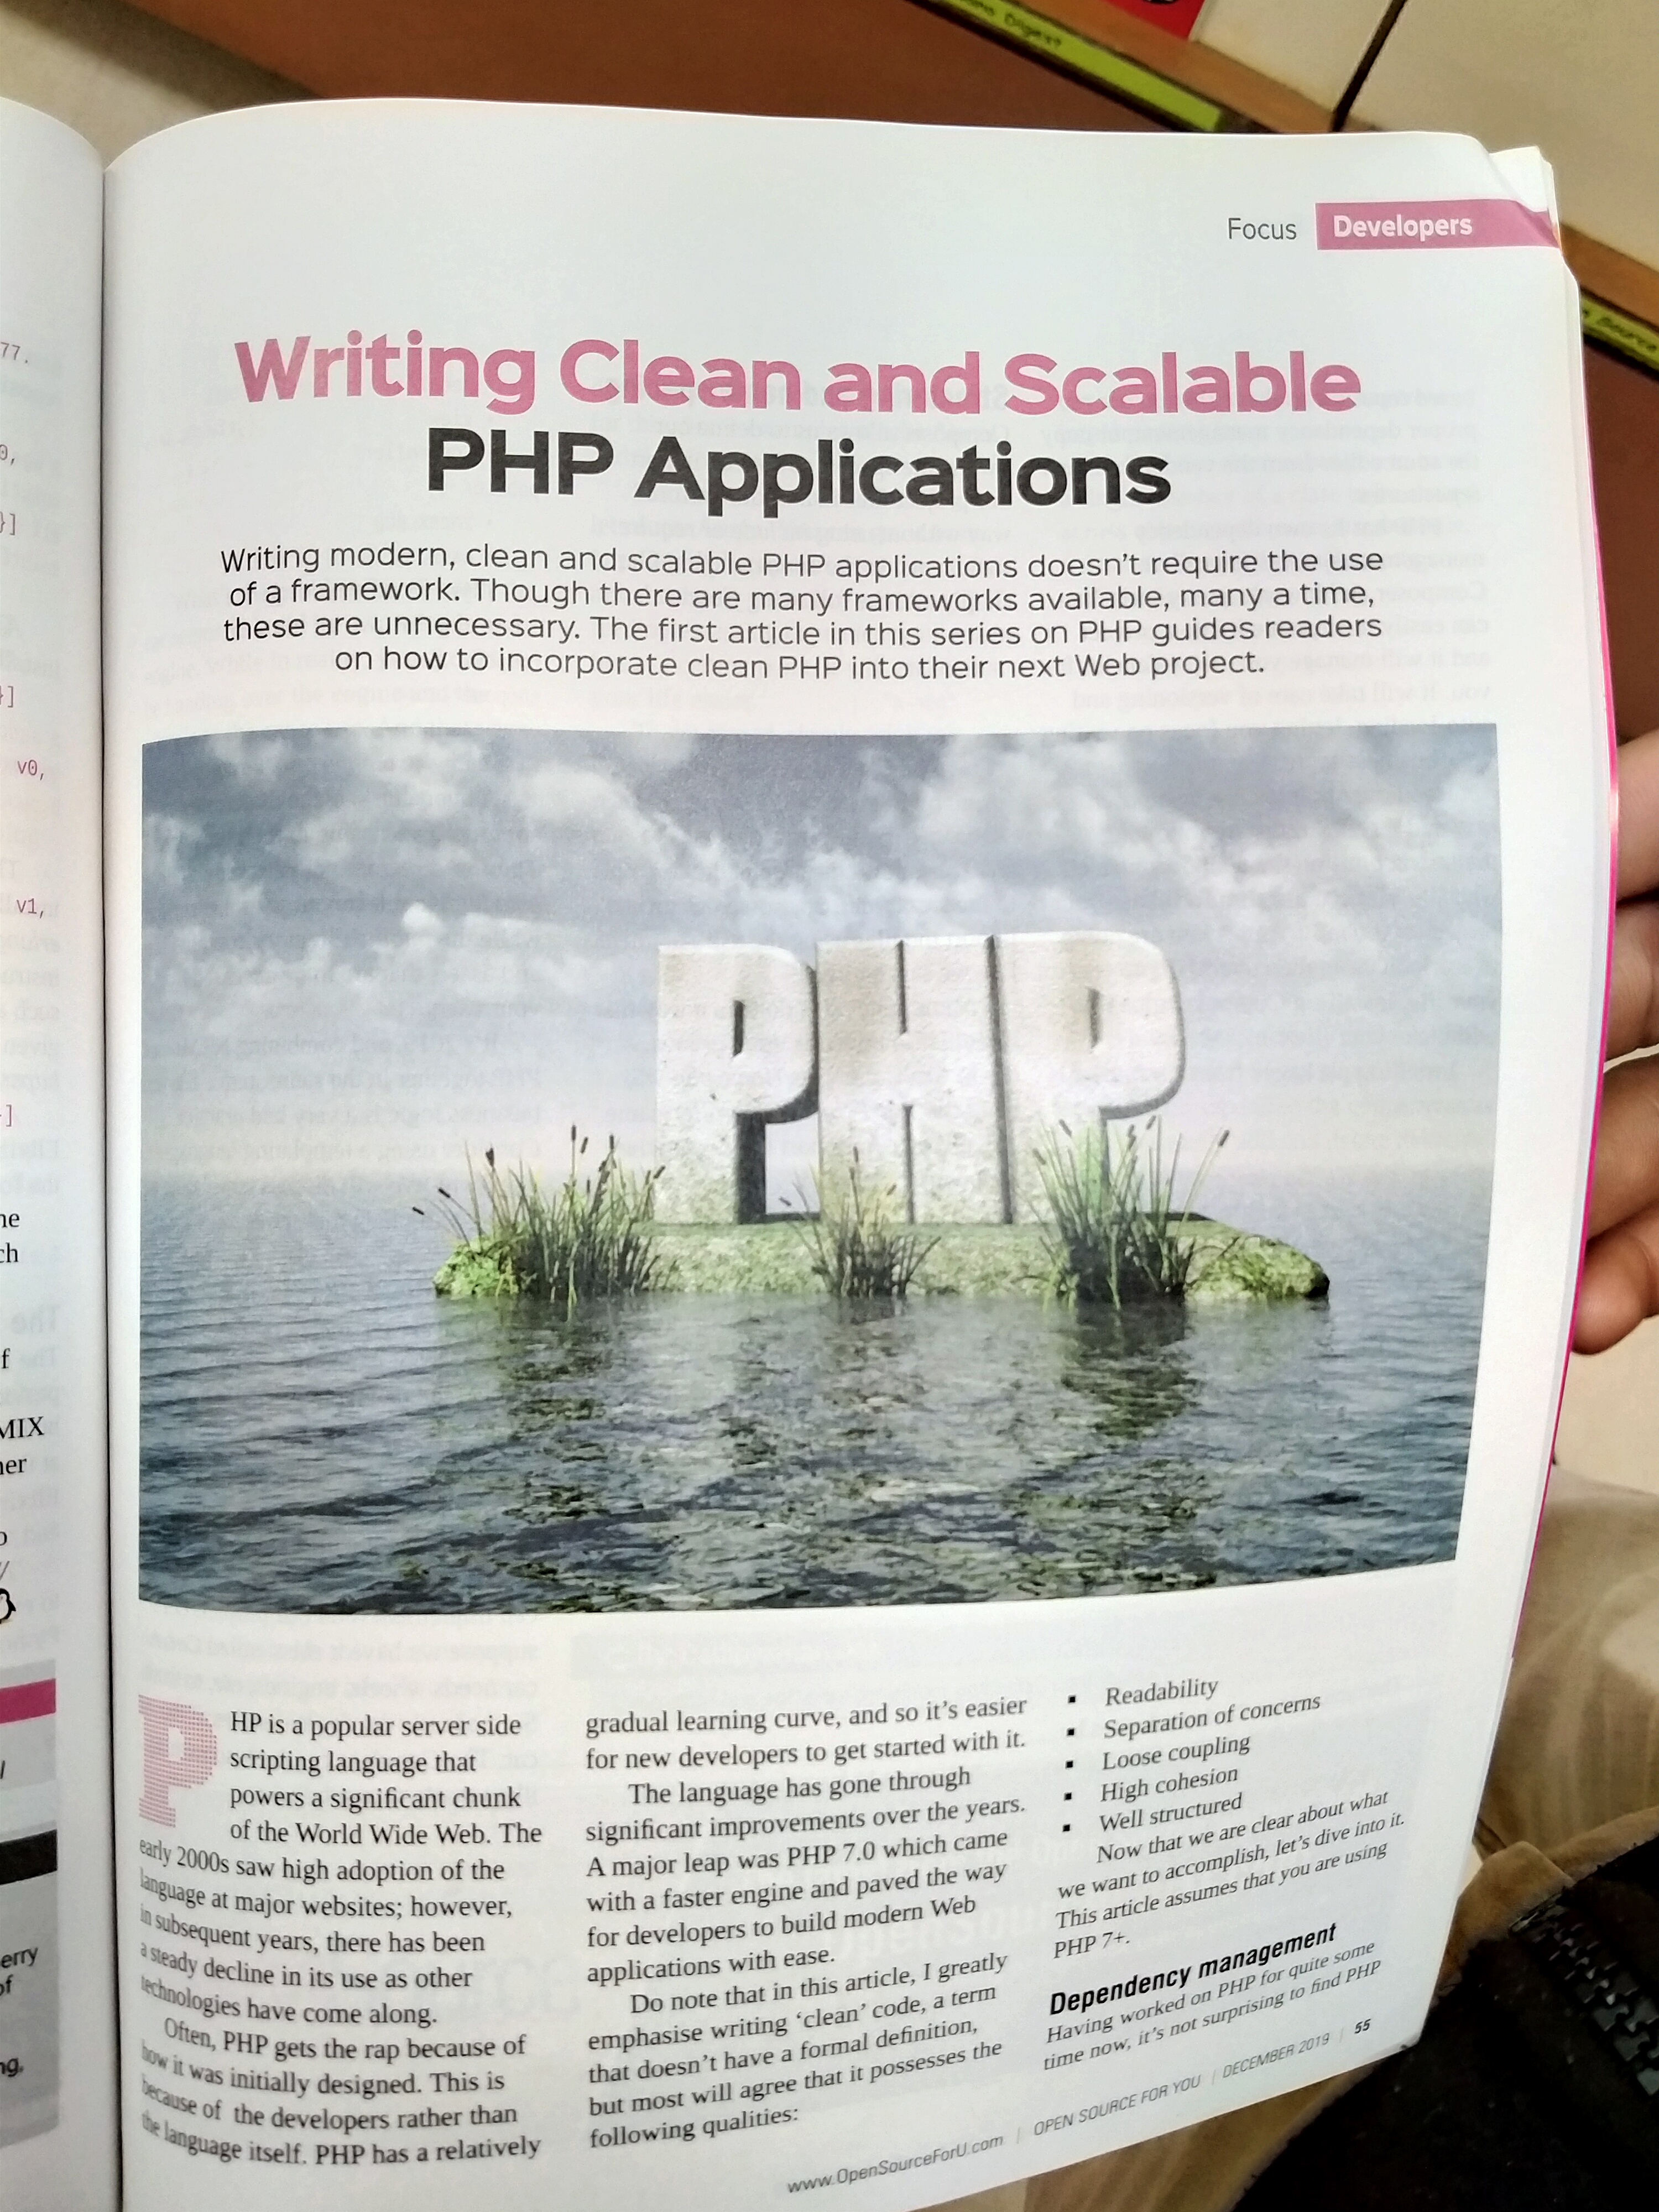 Focus Developers
Writing Clean and Scalable
PHP Applications
Writing modern, clean and scalable PHP applications doesn't require the use
of a framework. Though there are many frameworks available, many a time,
these are unnecessary. The first article in this series on PHP guides readers
on how to incorporate clean PHP into their next Web project.
PHP
PHP is a popular server side
scripting language that
powers a significant chunk
of the World Wide Web. The
early 2000s saw high adoption of the
language at major websites; however,
in subsequent years, there has been
a steady decline in its use as other
technologies have come along.
Often, PHP gets the rap because of
how it was initially designed. This is
because of the developers rather than
the language itself. PHP has a relatively
gradual learning curve, and so it's easier
for new developers to get started with it.
The language has gone through
significant improvements over the years.
A major leap was PHP 7.0 which came
with a faster engine and paved the way
for developers to build modern Web
applications with ease.
Do note that in this article, I greatly
emphasise writing 'clean' code, a term
that doesn't have a formal definition,
but most will agree that it possesses the
following qualities:
▪ Readability
▪ Separation of concerns
▪ Loose coupling
▪ High cohesion
▪ Well structured
Now that we are clear about what
we want to accomplish, let's dive into it.
This article assumes that you are using
PHP 7+.
Dependency management
Having worked on PHP for quite some
time now, it's not surprising to find PHP
www.OpenSourceForU.com | OPEN SOURCE FOR YOU | DECEMBER 2019 | 55
77.
0,
}]
}]
v0,
v1,
]
f
MIX